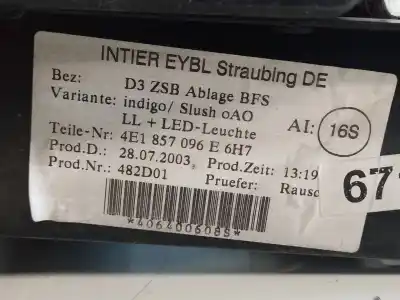 INTIER EYBL Straubing DE
Bez: D3 ZSB Ablage BFS
Variante: indigo/ Slush oAO
LL + LED-Leuchte
AI: 16S
Teile-Nr: 4E1 857 096 E 6H7
Prod.D.: 28.07.2003 Prod.Zeit: 13:19
Prod.Nr: 482D01 Pruefer: Rausc
*4064006085*
67